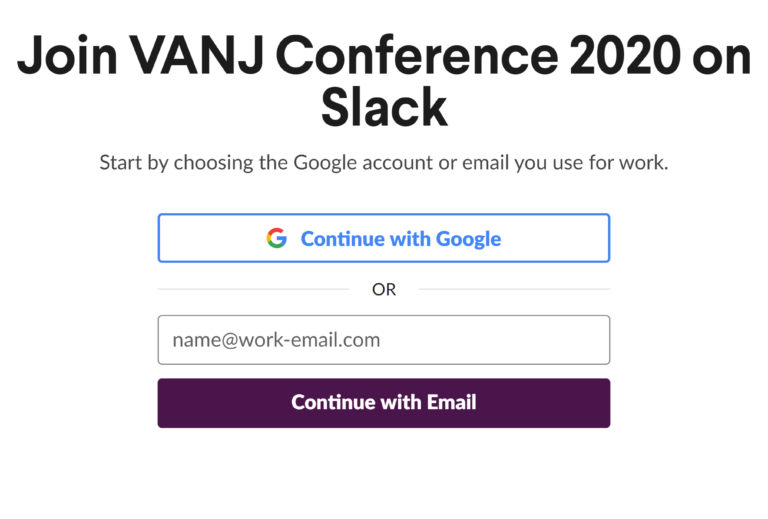 Join VANJ Conference 2020 on
Slack
Start by choosing the Google account or email you use for work.
Continue with Google
OR
name@work-email.com
Continue with Email